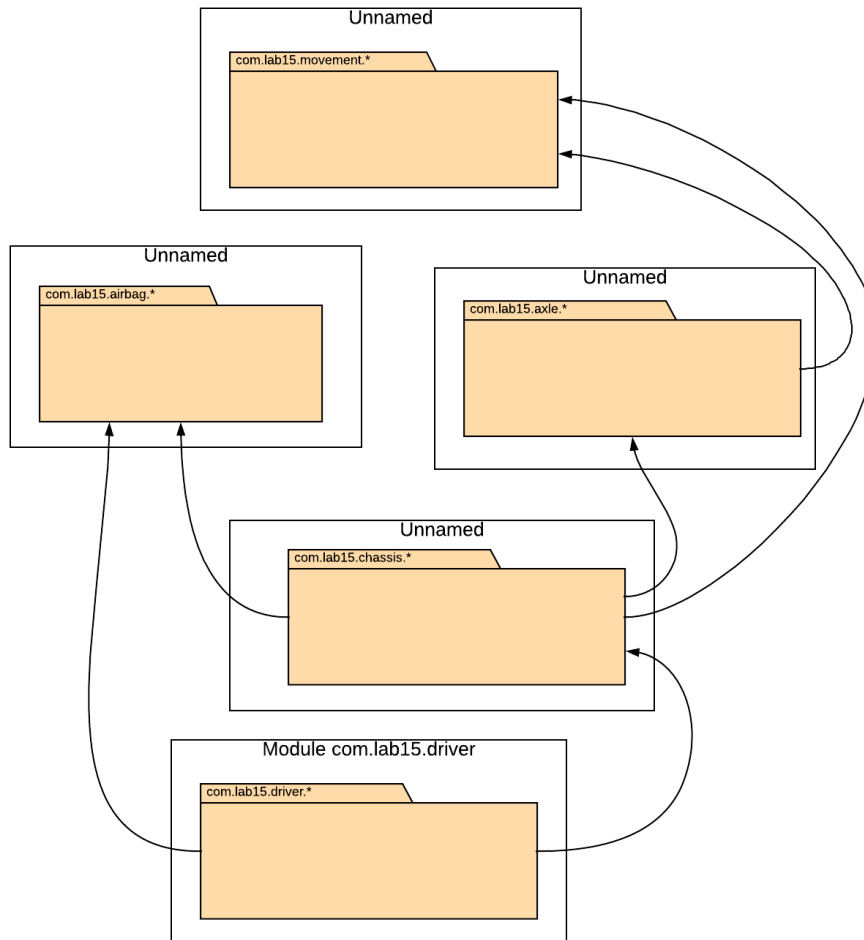 Unnamed
com.lab15.movement.*
Unnamed
com.lab15.airbag.*
Unnamed
com.lab15.axle.*
Unnamed
com.lab15.chassis.*
Module com.lab15.driver
com.lab15.driver.*